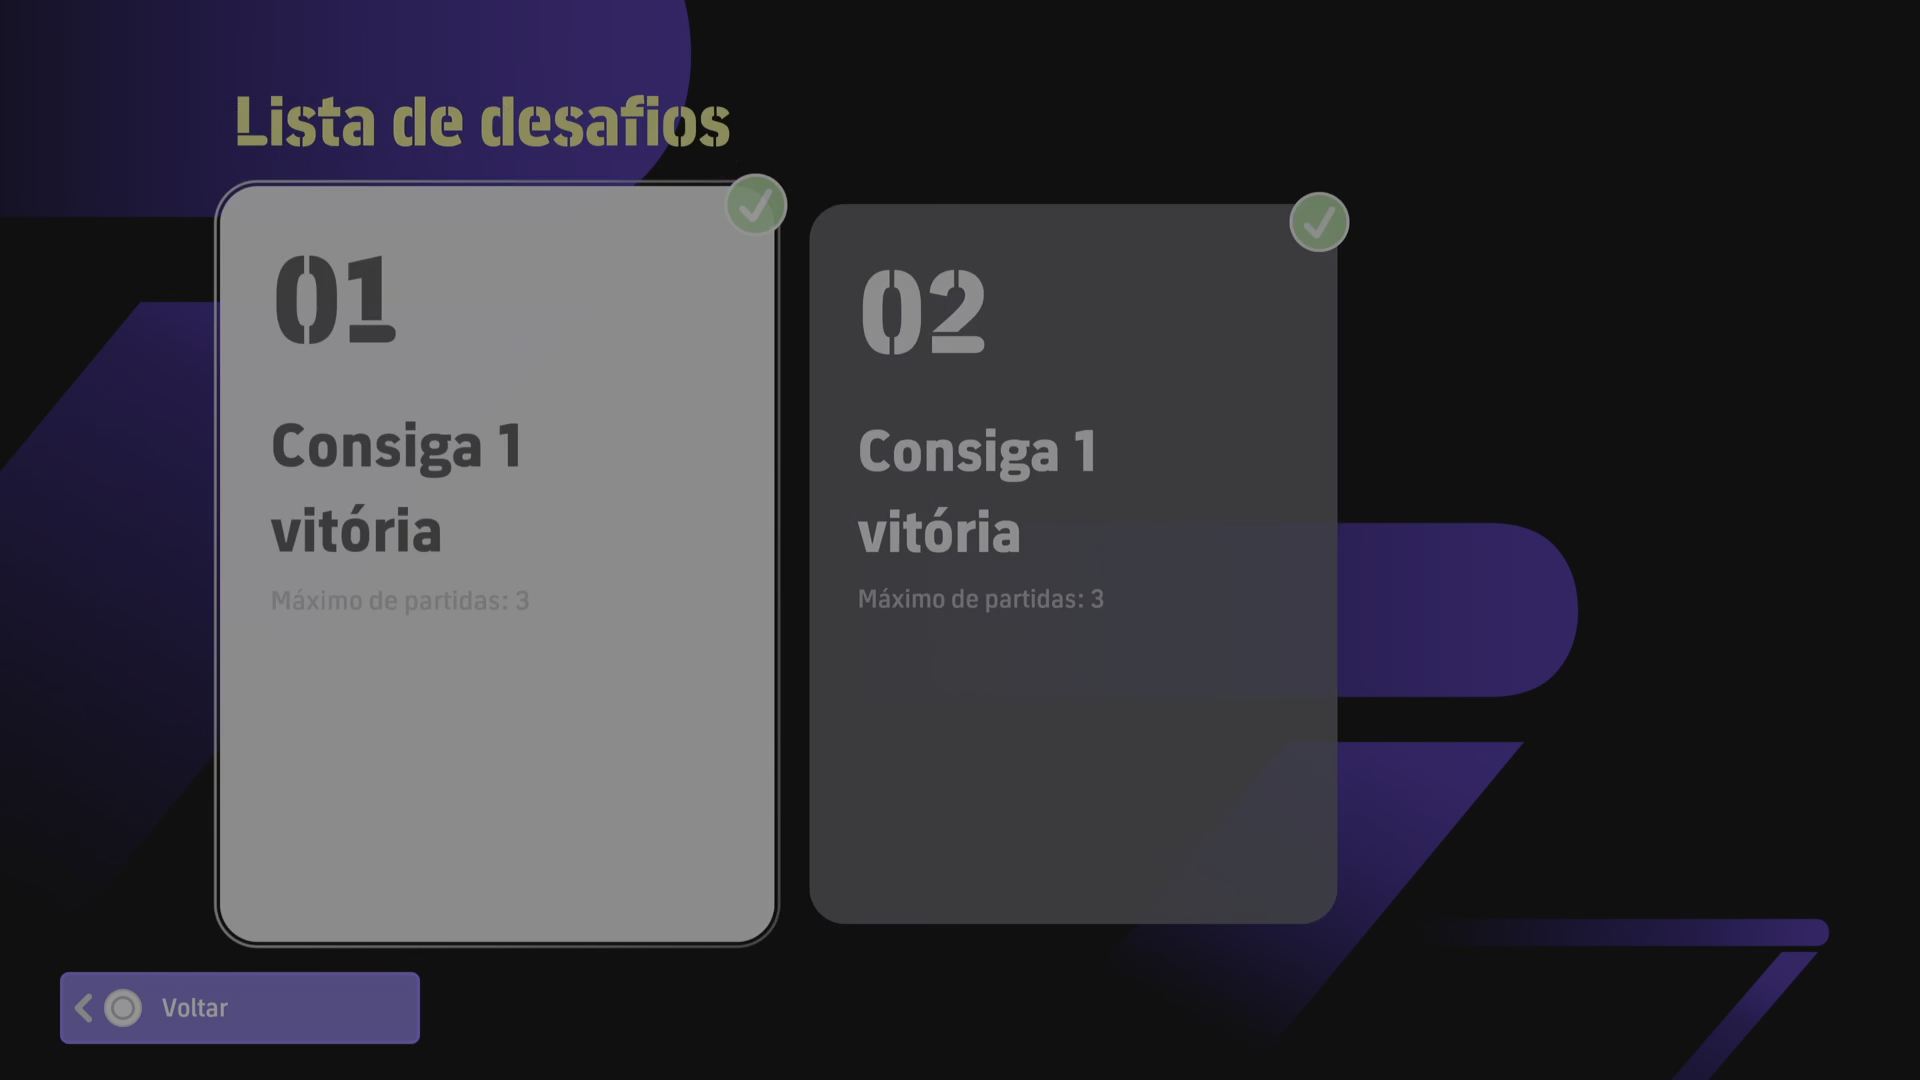 Lista de desafios
01
Consiga 1
vitória
Máximo de partidas: 3
02
Consiga 1
vitória
Máximo de partidas: 3
Voltar